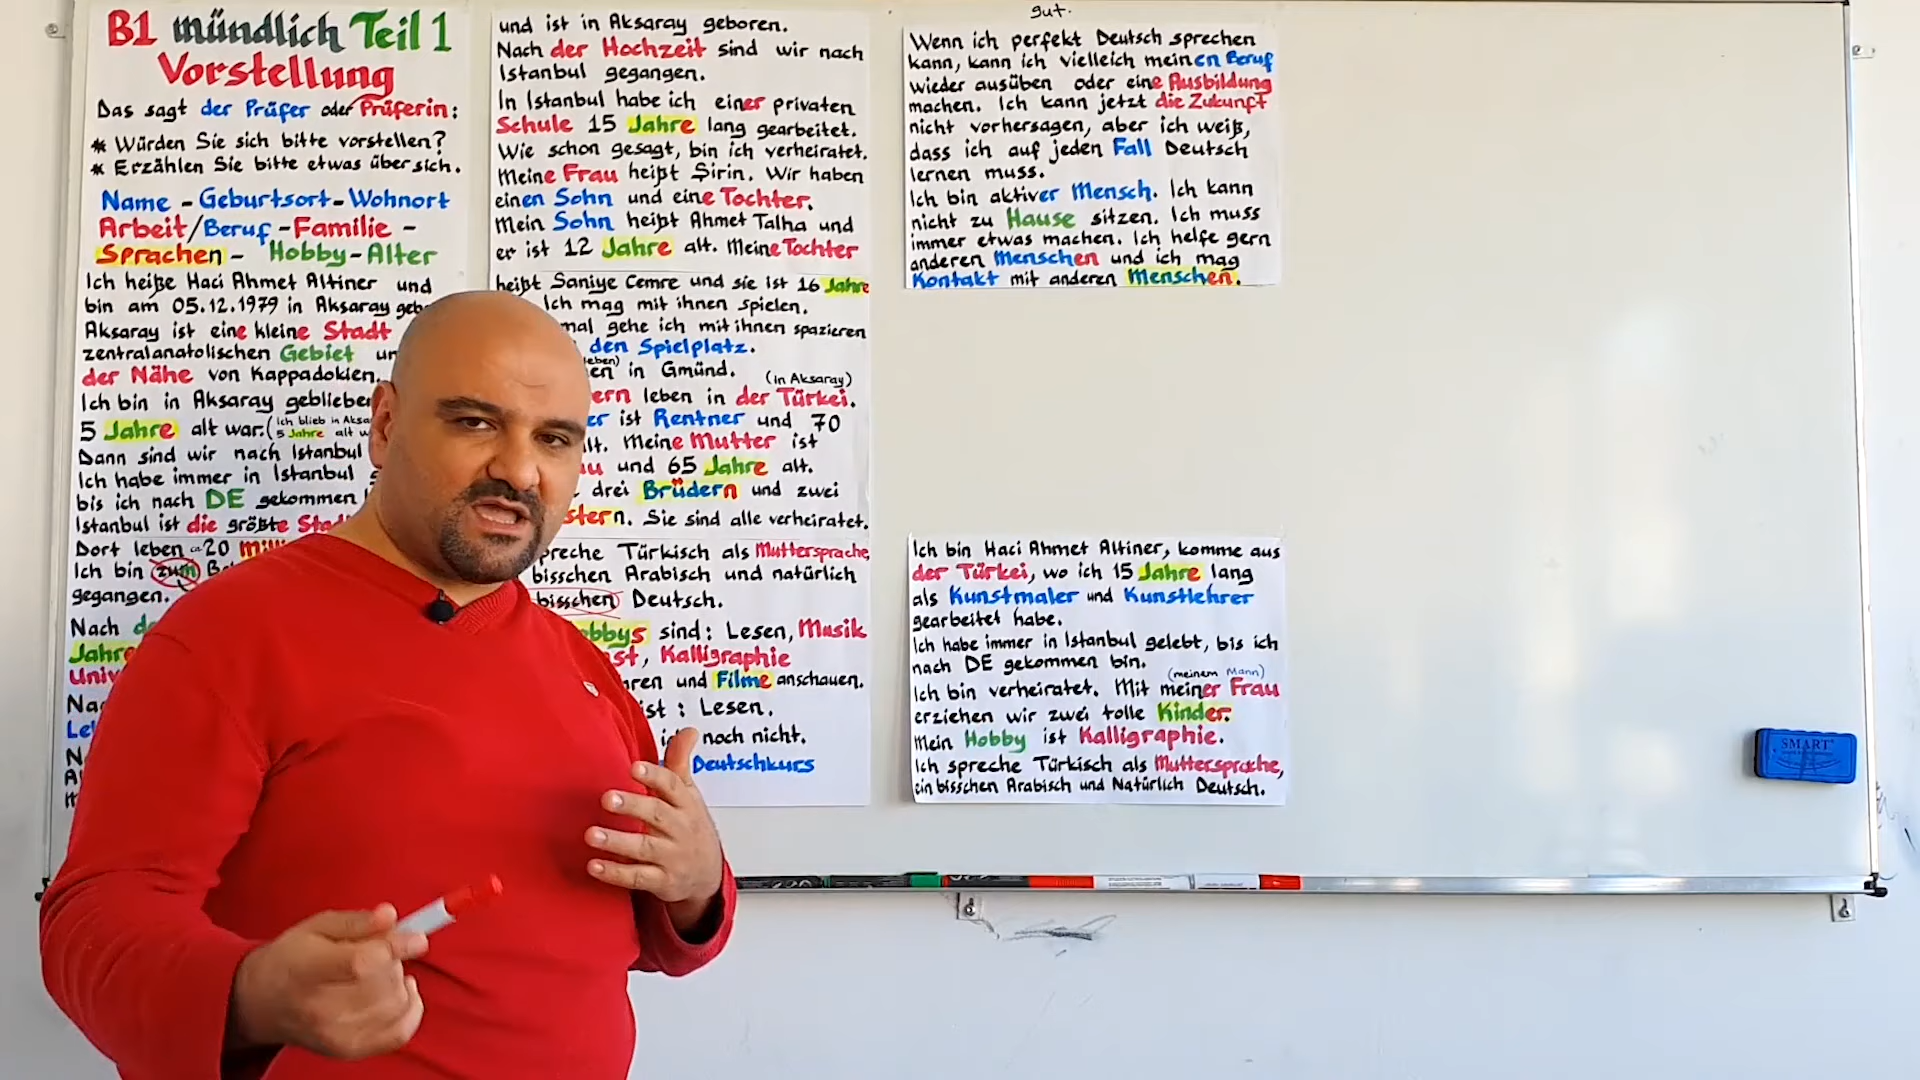 B1 mündlich Teil 1
Vorstellung
Das sagt der Prüfer oder Prüferin:
* Würden Sie sich bitte vorstellen?
* Erzählen Sie bitte etwas über sich.
Name - Geburtsort - Wohnort
Arbeit/Beruf - Familie -
Sprachen - Hobby - Alter
Ich heiße Haci Ahmet Altiner und
bin am 05.12.1979 in Aksaray geb
Aksaray ist eine kleine Stadt
zentralanatolischen Gebiet
der Nähe von Kappadokien.
Ich bin in Aksaray gebliebe
5 Jahre alt war. (Ich blieb in Aksa
5 Jahre alt w
Dann sind wir nach Istanbul
Ich habe immer in Istanbul
bis ich nach DE gekommen
Istanbul ist die größte Stad
Dort leben ca. 20 Milli
Ich bin zum
gegangen.
Nach
Jahre
Univ
Na
Le
N
und ist in Aksaray geboren.
Nach der Hochzeit sind wir nach
Istanbul gegangen.
In Istanbul habe ich einer privaten
Schule 15 Jahre lang gearbeitet.
Wie schon gesagt, bin ich verheiratet.
Meine Frau heißt Şirin. Wir haben
einen Sohn und eine Tochter.
Mein Sohn heißt Ahmet Talha und
er ist 12 Jahre alt. Meine Tochter
heißt Saniye Cemre und sie ist 16 Jahre
Ich mag mit ihnen spielen.
mal gehe ich mit ihnen spazieren
den Spielplatz.
eben)
en in Gmünd.
(in Aksaray)
ern leben in der Türkei.
er ist Rentner und 70
lt. Meine Mutter ist
au und 65 Jahre alt.
drei Brüdern und zwei
stern. Sie sind alle verheiratet.
preche Türkisch als Muttersprache,
bisschen Arabisch und natürlich
bisschen Deutsch.
obbys sind: Lesen, Musik
st, Kalligraphie
hren und Filme anschauen.
ist: Lesen.
noch nicht.
Deutschkurs
gut.
Wenn ich perfekt Deutsch sprechen
kann, kann ich vielleich meinen Beruf
wieder ausüben oder eine Ausbildung
machen. Ich kann jetzt die Zukunft
nicht vorhersagen, aber ich weiß,
dass ich auf jeden Fall Deutsch
lernen muss.
Ich bin aktiver Mensch. Ich kann
nicht zu Hause sitzen. Ich muss
immer etwas machen. Ich helfe gern
anderen Menschen und ich mag
Kontakt mit anderen Menschen.
Ich bin Haci Ahmet Altiner, komme aus
der Türkei, wo ich 15 Jahre lang
als Kunstmaler und Kunstlehrer
gearbeitet habe.
Ich habe immer in Istanbul gelebt, bis ich
nach DE gekommen bin.
(meinem Mann)
Ich bin verheiratet. Mit meiner Frau
erziehen wir zwei tolle Kinder.
Mein Hobby ist Kalligraphie.
Ich spreche Türkisch als Muttersprache,
ein bisschen Arabisch und Natürlich Deutsch.
SMART